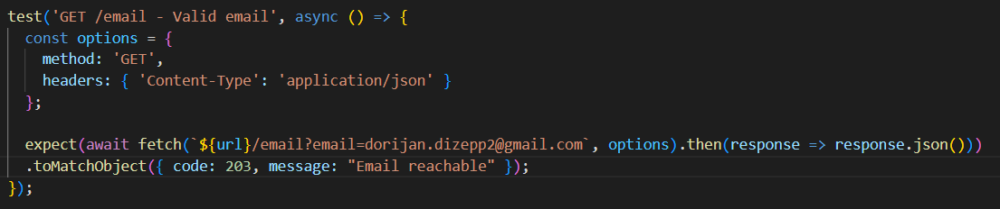 test('GET /email - Valid email', async () => {
  const options = {
    method: 'GET',
    headers: { 'Content-Type': 'application/json' }
  };
  expect(await fetch(`${url}/email?email=dorijan.dizepp2@gmail.com`, options).then(response => response.json()))
  .toMatchObject({ code: 203, message: "Email reachable" });
});